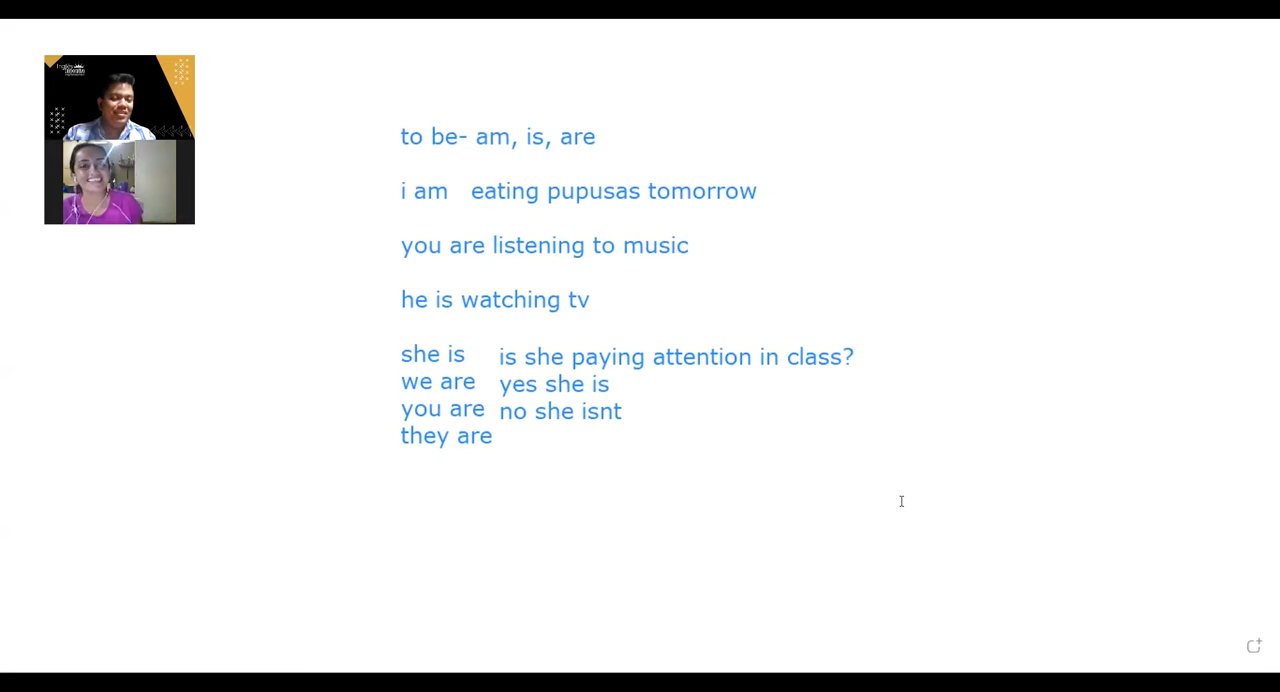 to be- am, is, are
i am eating pupusas tomorrow
you are listening to music
he is watching tv
she is
we are
you are
they are
is she paying attention in class?
yes she is
no she isnt